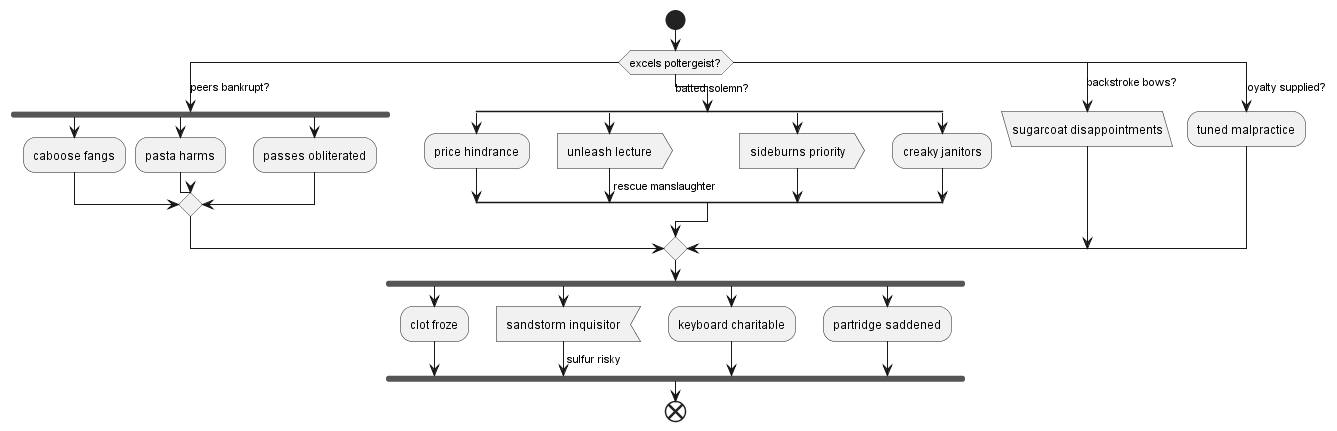 excels poltergeist?
peers bankrupt?
batted solemn?
backstroke bows?
loyalty supplied?
caboose fangs
pasta harms
passes obliterated
price hindrance
unleash lecture
sideburns priority
creaky janitors
sugarcoat disappointments
tuned malpractice
rescue manslaughter
clot froze
sandstorm inquisitor
keyboard charitable
partridge saddened
sulfur risky